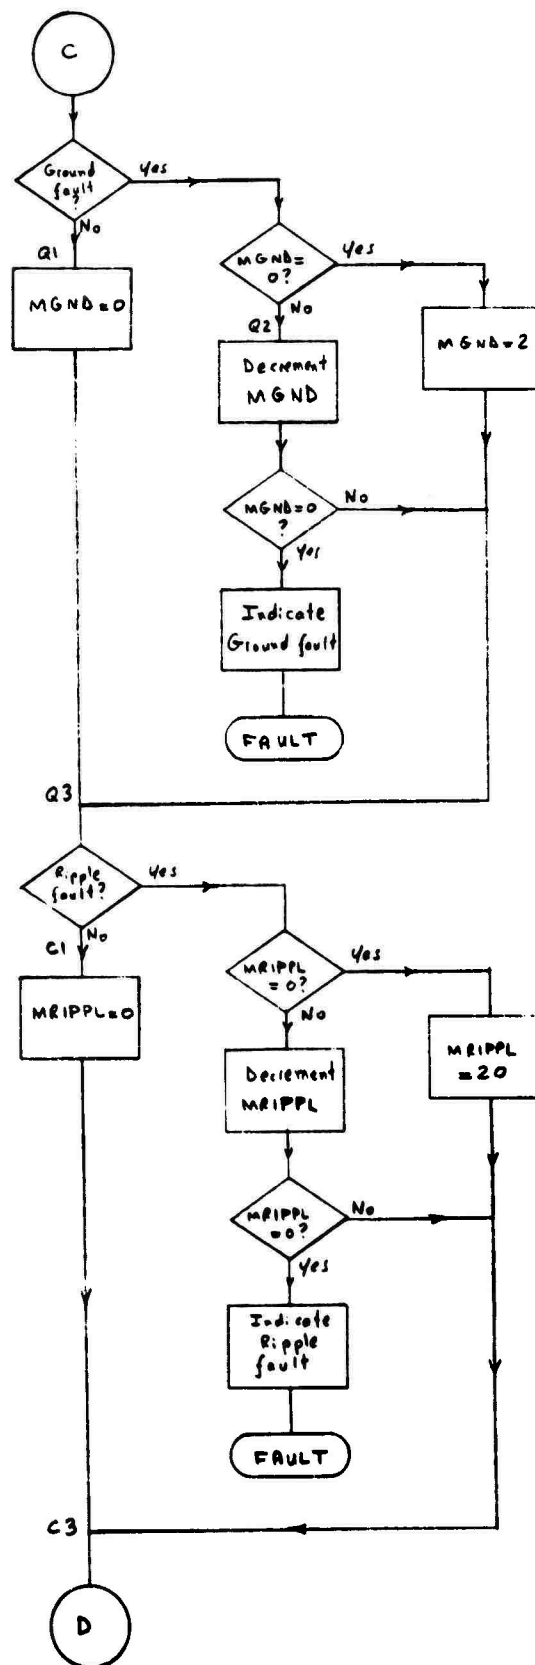 C
Ground
fault
?
Yes
No
Q1
MGND=0
MGND=
0?
Yes
No
Q2
Decrement
MGND
MGND=2
MGND=0
?
No
Yes
Indicate
Ground fault
FAULT
Q3
Ripple
fault?
Yes
No
C1
MRIPPL=0
MRIPPL
=0?
Yes
No
Decrement
MRIPPL
MRIPPL
=20
MRIPPL
=0?
No
Yes
Indicate
Ripple
fault
FAULT
C3
D